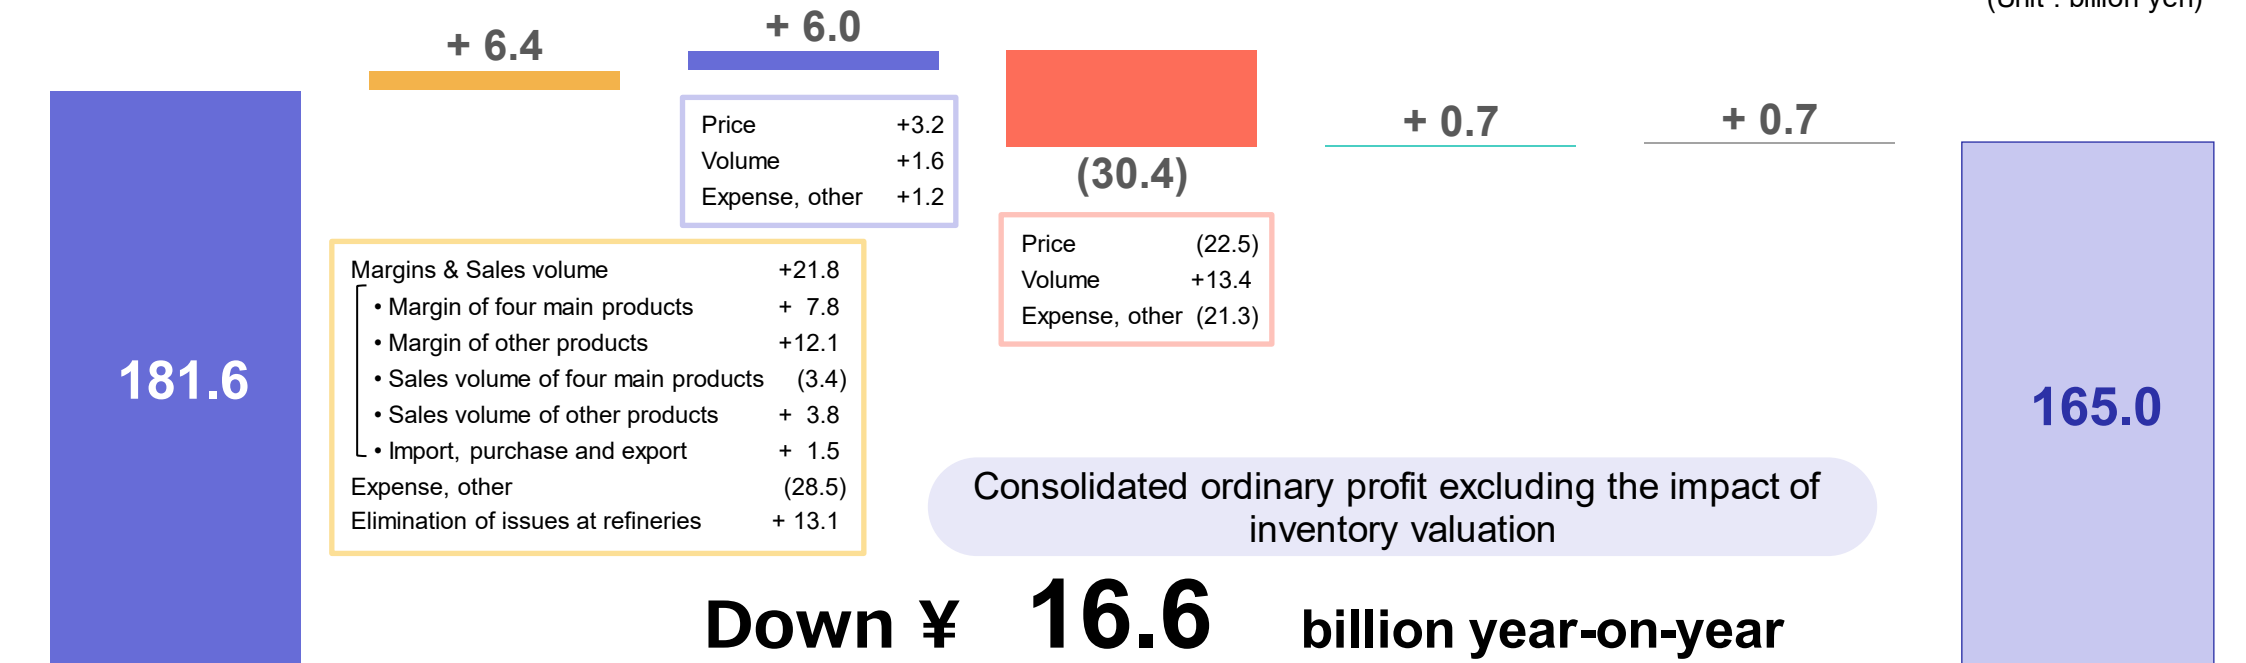 (Unit : billion yen)
+ 6.4
+ 6.0
Price +3.2
Volume +1.6
Expense, other +1.2
(30.4)
Price (22.5)
Volume +13.4
Expense, other (21.3)
+ 0.7
+ 0.7
181.6
Margins & Sales volume +21.8
• Margin of four main products + 7.8
• Margin of other products +12.1
• Sales volume of four main products (3.4)
• Sales volume of other products + 3.8
• Import, purchase and export + 1.5
Expense, other (28.5)
Elimination of issues at refineries + 13.1
165.0
Consolidated ordinary profit excluding the impact of
inventory valuation
Down ¥ 16.6 billion year-on-year